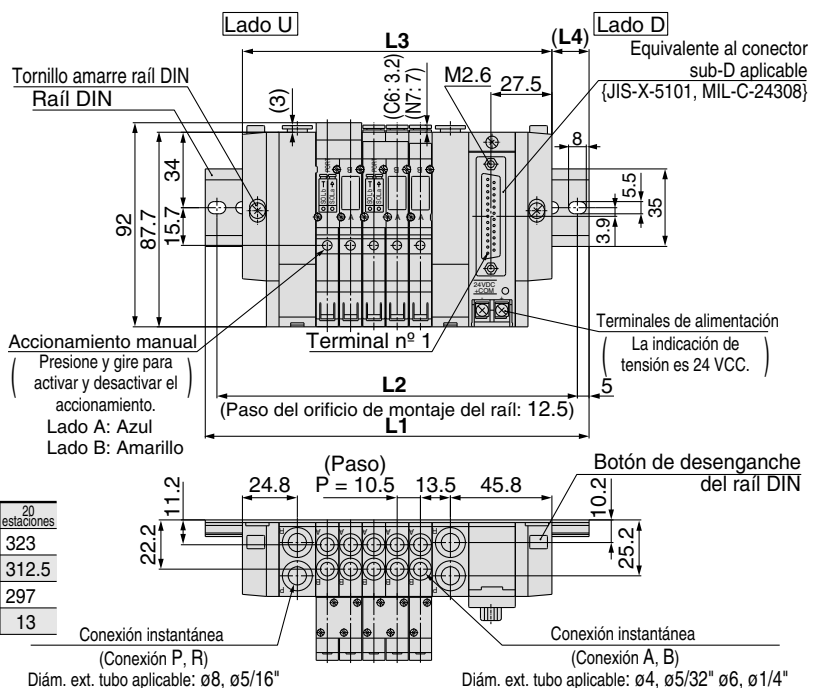 Lado U
Lado D
L3
(L4)
Equivalente al conector
sub-D aplicable
{JIS-X-5101, MIL-C-24308}
Tornillo amarre raíl DIN
Raíl DIN
(3)
(C6: 3.2)
(N7: 7)
M2.6
27.5
8
92
87.7
34
15.7
5.5
3.9
35
24VDC
+COM
Accionamiento manual
(Presione y gire para
activar y desactivar el
accionamiento.)
Lado A: Azul
Lado B: Amarillo
Terminal nº 1
Terminales de alimentación
(La indicación de
tensión es 24 VCC.)
L2
5
(Paso del orificio de montaje del raíl: 12.5)
L1
(Paso)
P = 10.5
24.8
13.5
45.8
Botón de desenganche
del raíl DIN
11.2
22.2
10.2
25.2
20
estaciones
323
312.5
297
13
Conexión instantánea
(Conexión P, R)
Diám. ext. tubo aplicable: ø8, ø5/16"
Conexión instantánea
(Conexión A, B)
Diám. ext. tubo aplicable: ø4, ø5/32" ø6, ø1/4"